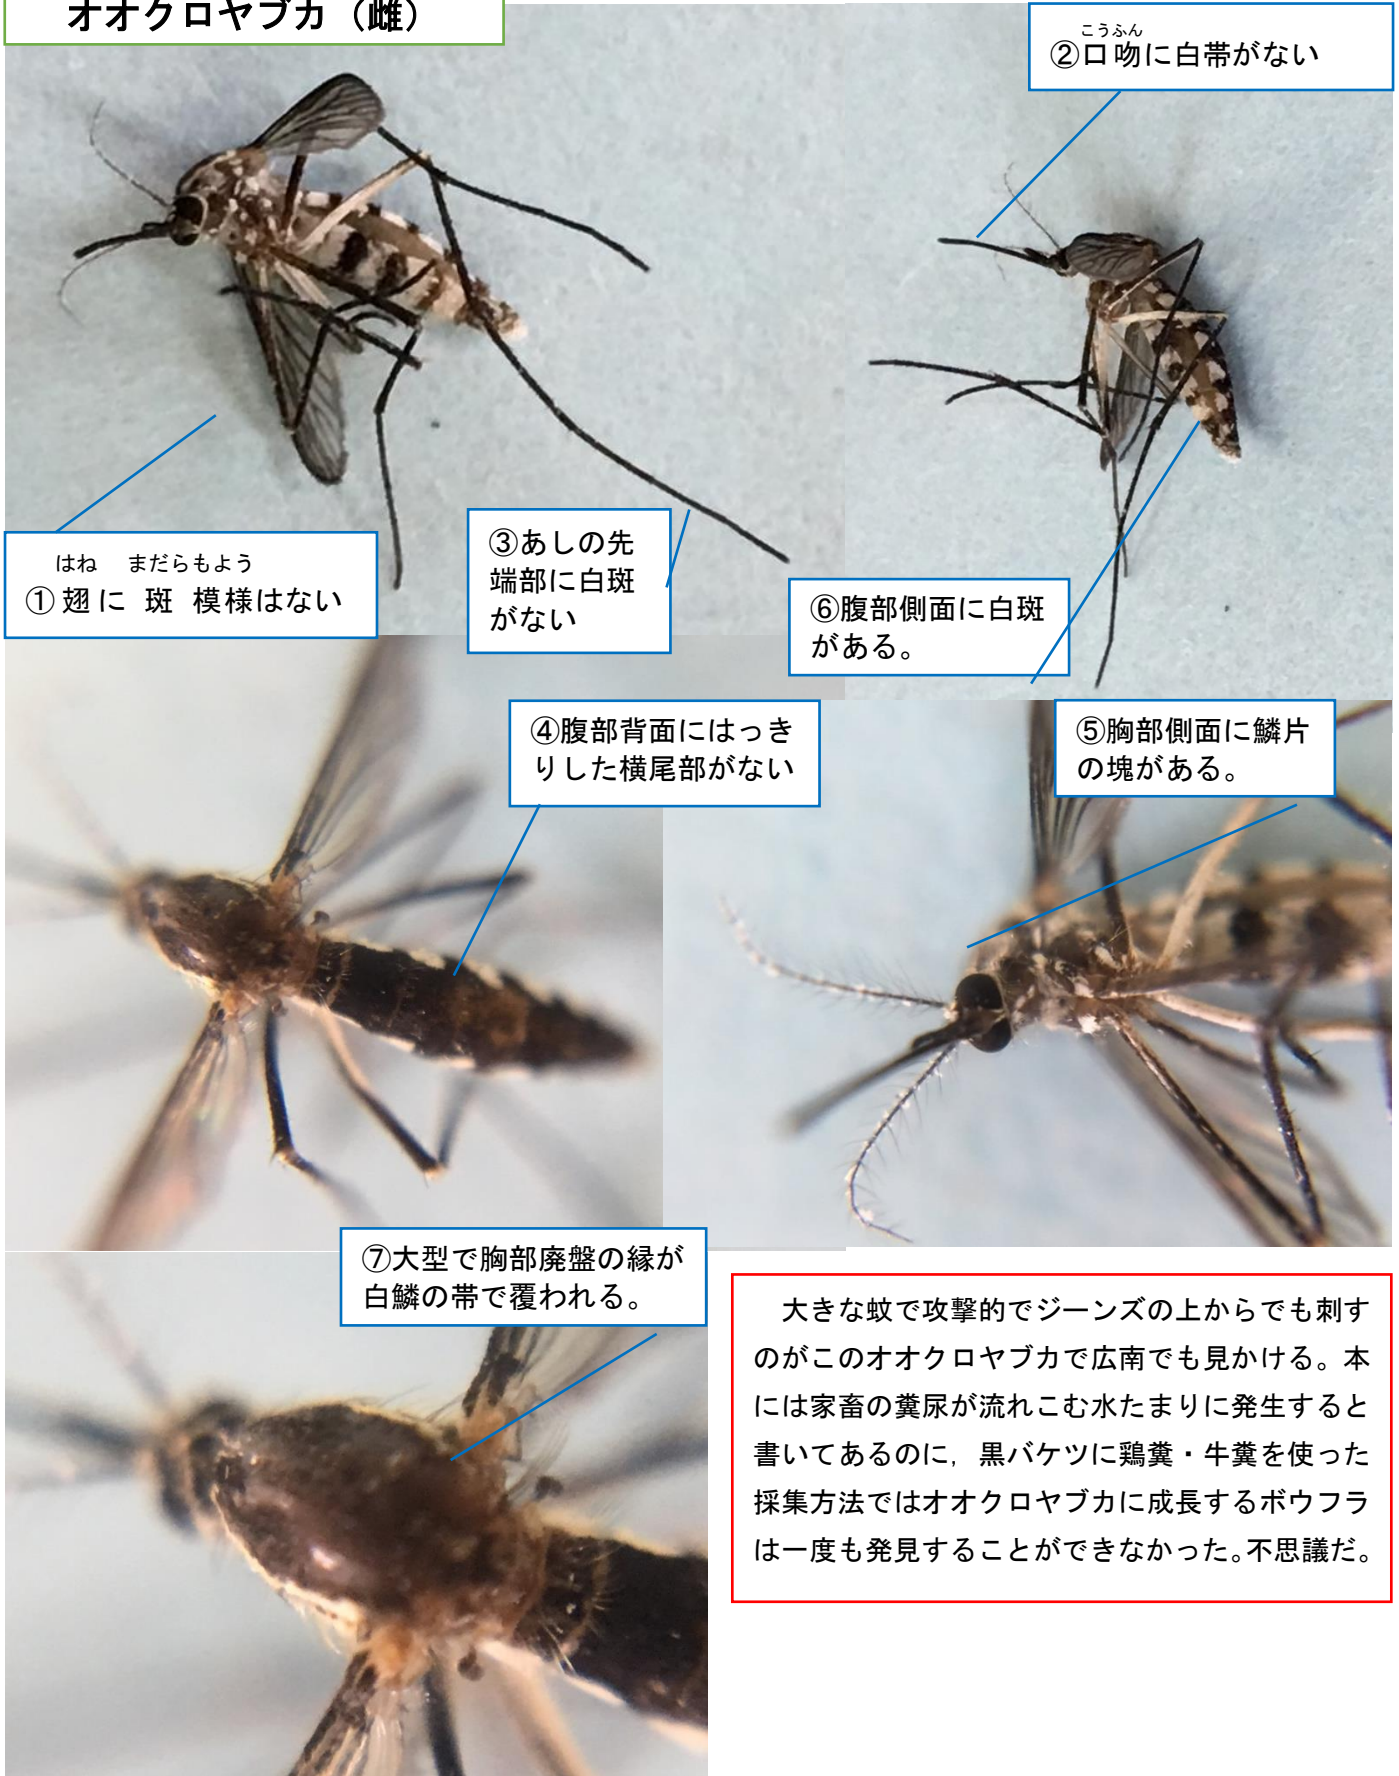 オオクロヤブカ（雌）
こうふん
②口吻に白帯がない
はね まだらもよう
①翅に 斑 模様はない
③あしの先
端部に白斑
がない
⑥腹部側面に白斑
がある。
④腹部背面にはっき
りした横尾部がない
⑤胸部側面に鱗片
の塊がある。
⑦大型で胸部廃盤の縁が
白鱗の帯で覆われる。
大きな蚊で攻撃的でジーンズの上からでも刺す
のがこのオオクロヤブカで広南でも見かける。本
には家畜の糞尿が流れこむ水たまりに発生すると
書いてあるのに，黒バケツに鶏糞・牛糞を使った
採集方法ではオオクロヤブカに成長するボウフラ
は一度も発見することができなかった。不思議だ。